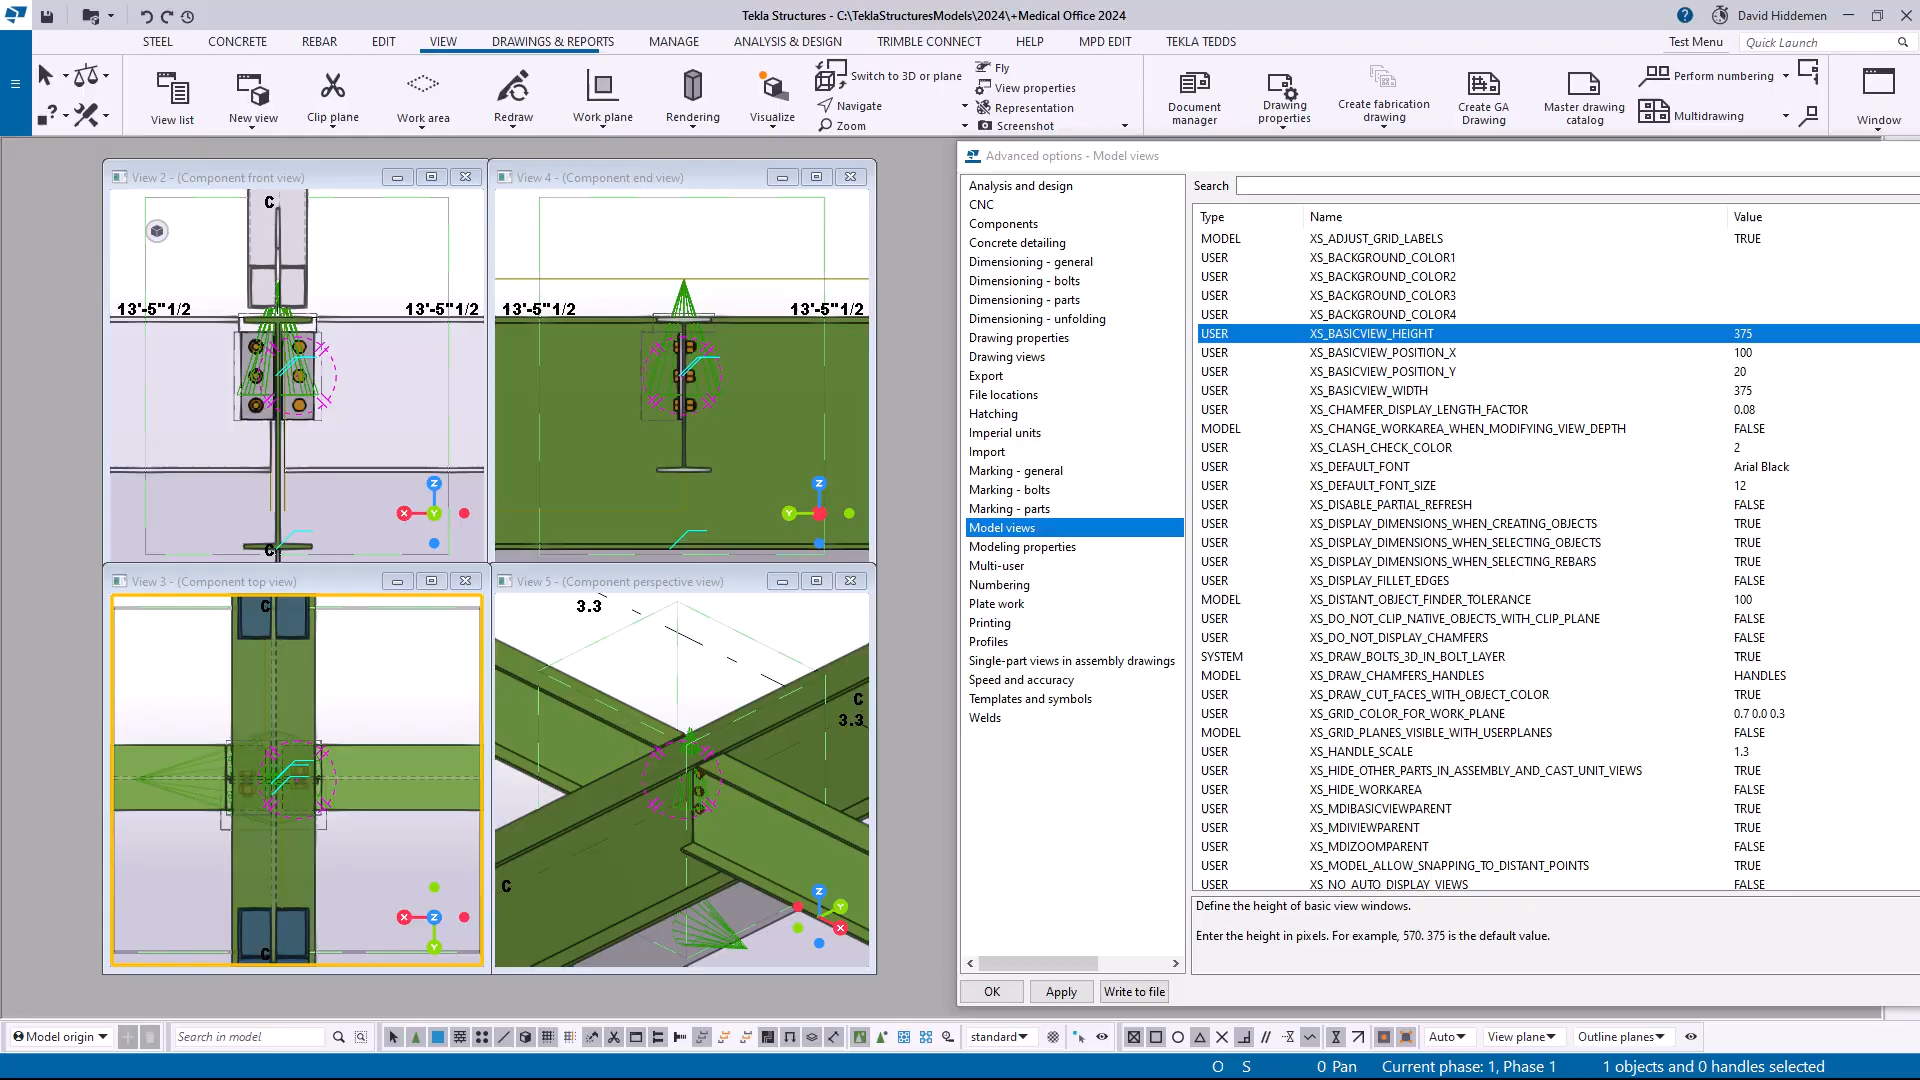 Tekla Structures - C:\TeklaStructuresModels\2024\+Medical Office 2024
David Hiddemen
STEEL CONCRETE REBAR EDIT VIEW DRAWINGS & REPORTS MANAGE ANALYSIS & DESIGN TRIMBLE CONNECT HELP MPD EDIT TEKLA TEDDS
Test Menu Quick Launch
View list
New view
Clip plane
Work area
Redraw
Work plane
Rendering
Visualize
Switch to 3D or plane
Navigate
Zoom
Fly
View properties
Representation
Screenshot
Document manager
Drawing properties
Create fabrication drawing
Create GA Drawing
Master drawing catalog
Perform numbering
Multidrawing
Window
View 2 - (Component front view)
C
13'-5"1/2 13'-5"1/2
Z
X Y
C
View 4 - (Component end view)
13'-5"1/2 13'-5"1/2
Z
Y
View 3 - (Component top view)
C
X Z
Y
C
View 5 - (Component perspective view)
3.3
C
3.3
C
Z
Y
X
Advanced options - Model views
Analysis and design
CNC
Components
Concrete detailing
Dimensioning - general
Dimensioning - bolts
Dimensioning - parts
Dimensioning - unfolding
Drawing properties
Drawing views
Export
File locations
Hatching
Imperial units
Import
Marking - general
Marking - bolts
Marking - parts
Model views
Modeling properties
Multi-user
Numbering
Plate work
Printing
Profiles
Single-part views in assembly drawings
Speed and accuracy
Templates and symbols
Welds
Search
Type Name Value
MODEL XS_ADJUST_GRID_LABELS TRUE
USER XS_BACKGROUND_COLOR1
USER XS_BACKGROUND_COLOR2
USER XS_BACKGROUND_COLOR3
USER XS_BACKGROUND_COLOR4
USER XS_BASICVIEW_HEIGHT 375
USER XS_BASICVIEW_POSITION_X 100
USER XS_BASICVIEW_POSITION_Y 20
USER XS_BASICVIEW_WIDTH 375
USER XS_CHAMFER_DISPLAY_LENGTH_FACTOR 0.08
MODEL XS_CHANGE_WORKAREA_WHEN_MODIFYING_VIEW_DEPTH FALSE
USER XS_CLASH_CHECK_COLOR 2
USER XS_DEFAULT_FONT Arial Black
USER XS_DEFAULT_FONT_SIZE 12
USER XS_DISABLE_PARTIAL_REFRESH FALSE
USER XS_DISPLAY_DIMENSIONS_WHEN_CREATING_OBJECTS TRUE
USER XS_DISPLAY_DIMENSIONS_WHEN_SELECTING_OBJECTS TRUE
USER XS_DISPLAY_DIMENSIONS_WHEN_SELECTING_REBARS TRUE
USER XS_DISPLAY_FILLET_EDGES FALSE
MODEL XS_DISTANT_OBJECT_FINDER_TOLERANCE 100
USER XS_DO_NOT_CLIP_NATIVE_OBJECTS_WITH_CLIP_PLANE FALSE
USER XS_DO_NOT_DISPLAY_CHAMFERS FALSE
SYSTEM XS_DRAW_BOLTS_3D_IN_BOLT_LAYER TRUE
MODEL XS_DRAW_CHAMFERS_HANDLES HANDLES
USER XS_DRAW_CUT_FACES_WITH_OBJECT_COLOR TRUE
USER XS_GRID_COLOR_FOR_WORK_PLANE 0.7 0.0 0.3
MODEL XS_GRID_PLANES_VISIBLE_WITH_USERPLANES FALSE
USER XS_HANDLE_SCALE 1.3
USER XS_HIDE_OTHER_PARTS_IN_ASSEMBLY_AND_CAST_UNIT_VIEWS TRUE
USER XS_HIDE_WORKAREA FALSE
USER XS_MDIBASICVIEWPARENT TRUE
USER XS_MDIVIEWPARENT TRUE
USER XS_MDIZOOMPARENT FALSE
USER XS_MODEL_ALLOW_SNAPPING_TO_DISTANT_POINTS TRUE
USER XS_NO_AUTO_DISPLAY_VIEWS FALSE
Define the height of basic view windows.
Enter the height in pixels. For example, 570. 375 is the default value.
OK Apply Write to file
Model origin Search in model standard Auto View plane Outline planes
O S 0 Pan Current phase: 1, Phase 1 1 objects and 0 handles selected